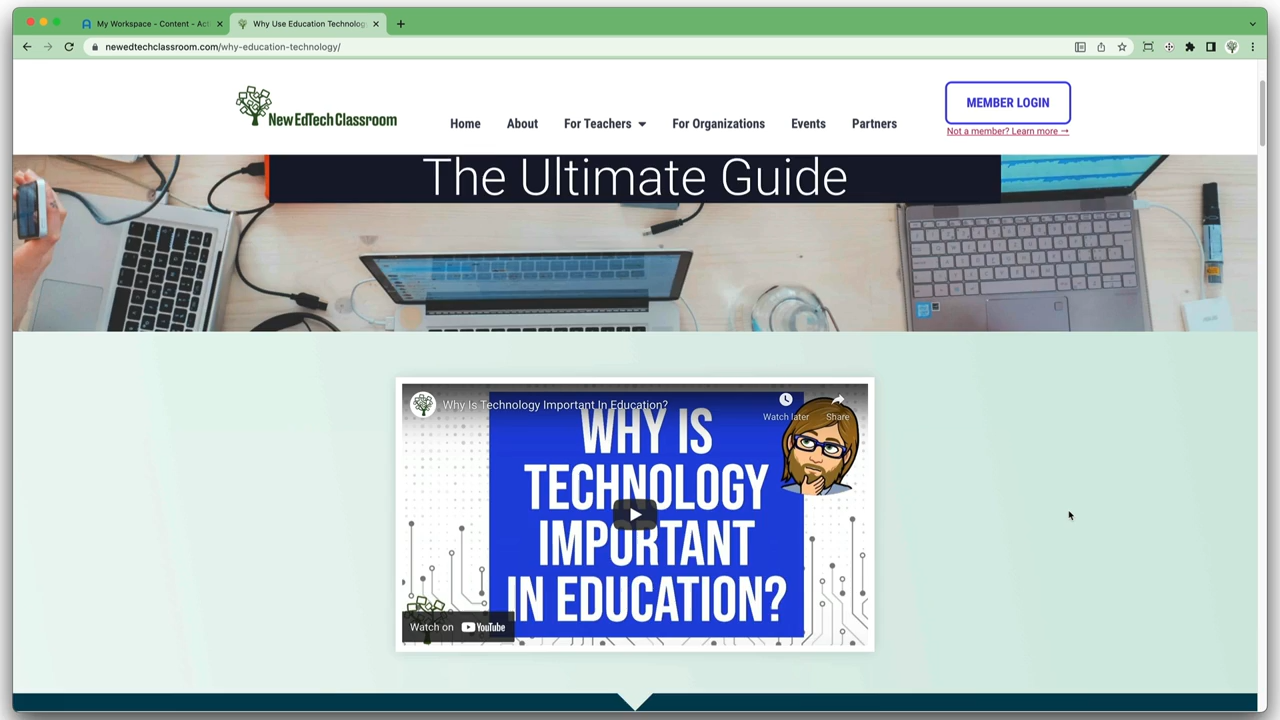 My Workspace - Content - Acti
Why Use Education Technolog
newedtechclassroom.com/why-education-technology/
New EdTech Classroom
Home
About
For Teachers
For Organizations
Events
Partners
MEMBER LOGIN
Not a member? Learn more →
The Ultimate Guide
Why Is Technology Important In Education?
Watch later
Share
WHY IS
TECHNOLOGY
IMPORTANT
IN EDUCATION?
Watch on YouTube